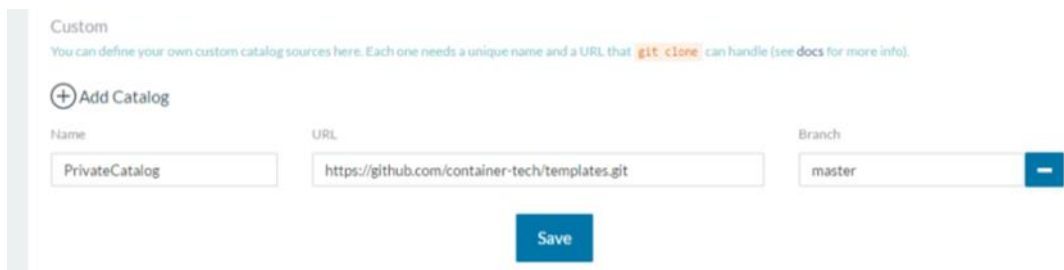 Custom
You can define your own custom catalog sources here. Each one needs a unique name and a URL that git clone can handle (see docs for more info).
Add Catalog
Name URL Branch
PrivateCatalog https://github.com/container-tech/templates.git master
Save